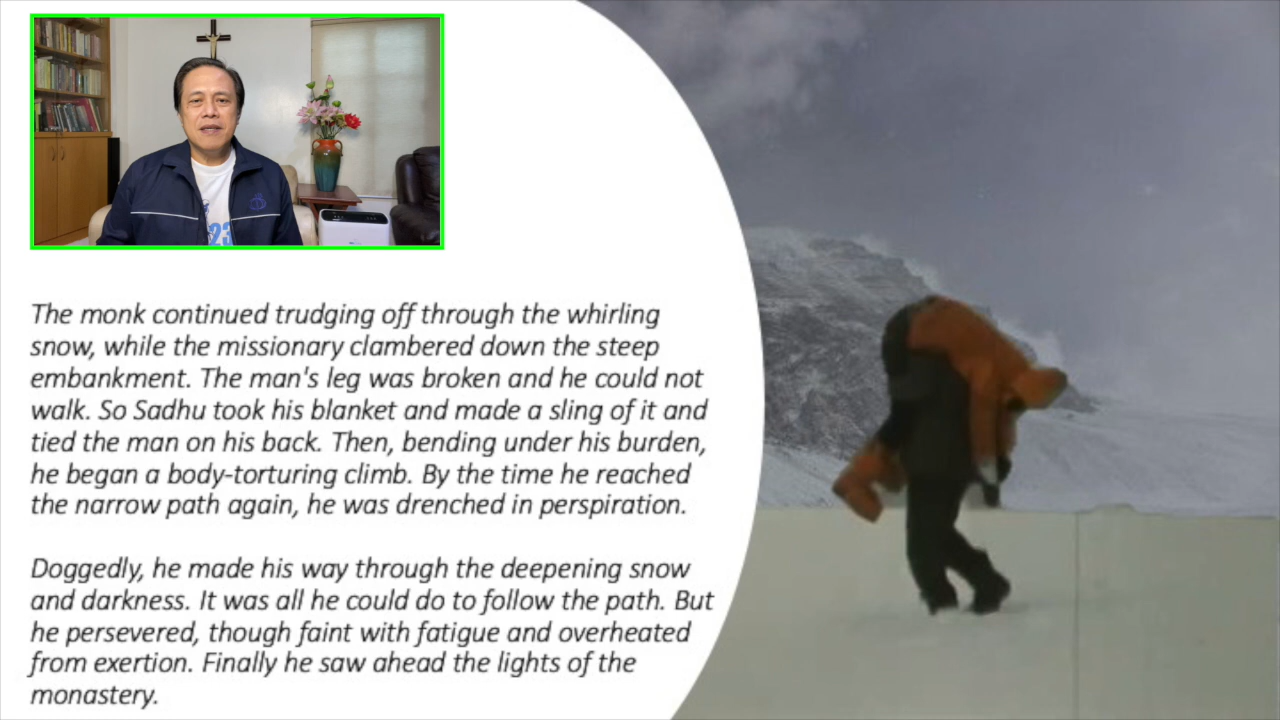 23
The monk continued trudging off through the whirling
snow, while the missionary clambered down the steep
embankment. The man's leg was broken and he could not
walk. So Sadhu took his blanket and made a sling of it and
tied the man on his back. Then, bending under his burden,
he began a body-torturing climb. By the time he reached
the narrow path again, he was drenched in perspiration.
Doggedly, he made his way through the deepening snow
and darkness. It was all he could do to follow the path. But
he persevered, though faint with fatigue and overheated
from exertion. Finally he saw ahead the lights of the
monastery.